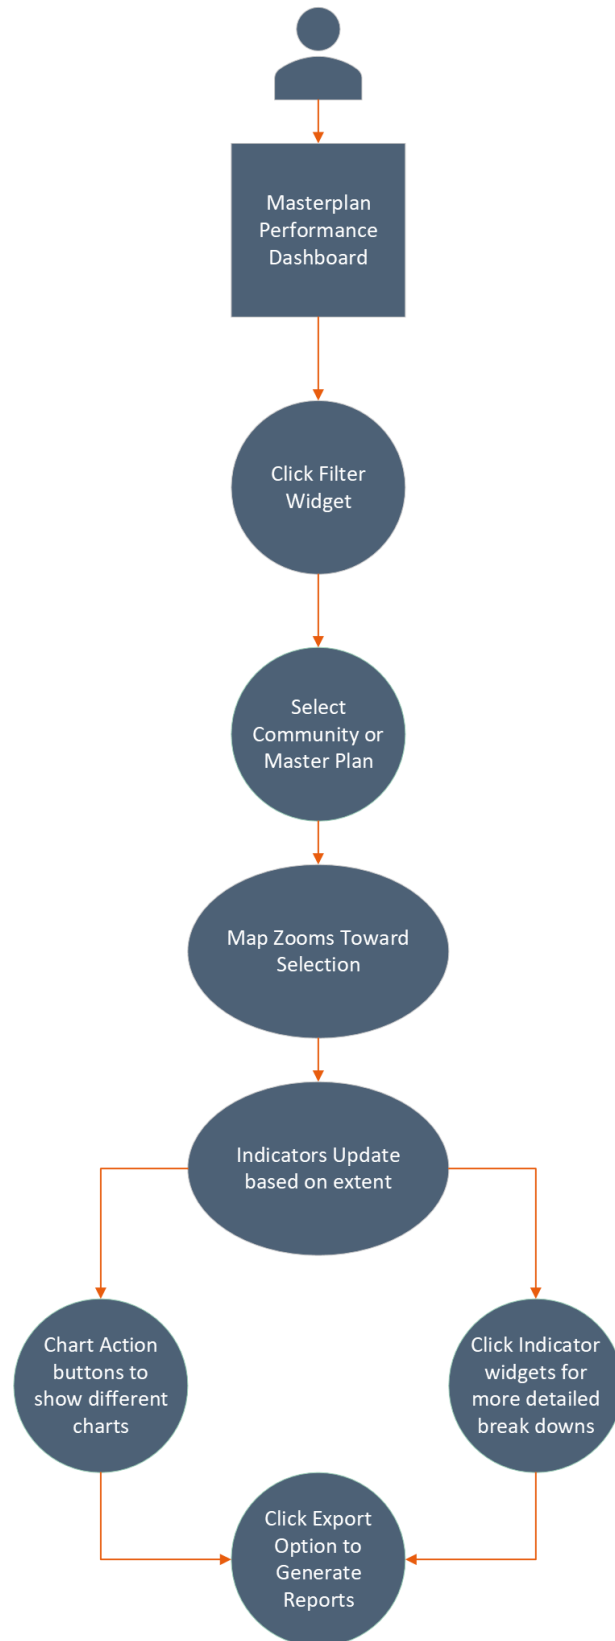 Masterplan
Performance
Dashboard
Click Filter
Widget
Select
Community or
Master Plan
Map Zooms Toward
Selection
Indicators Update
based on extent
Chart Action
buttons to
show different
charts
Click Indicator
widgets for
more detailed
break downs
Click Export
Option to
Generate
Reports